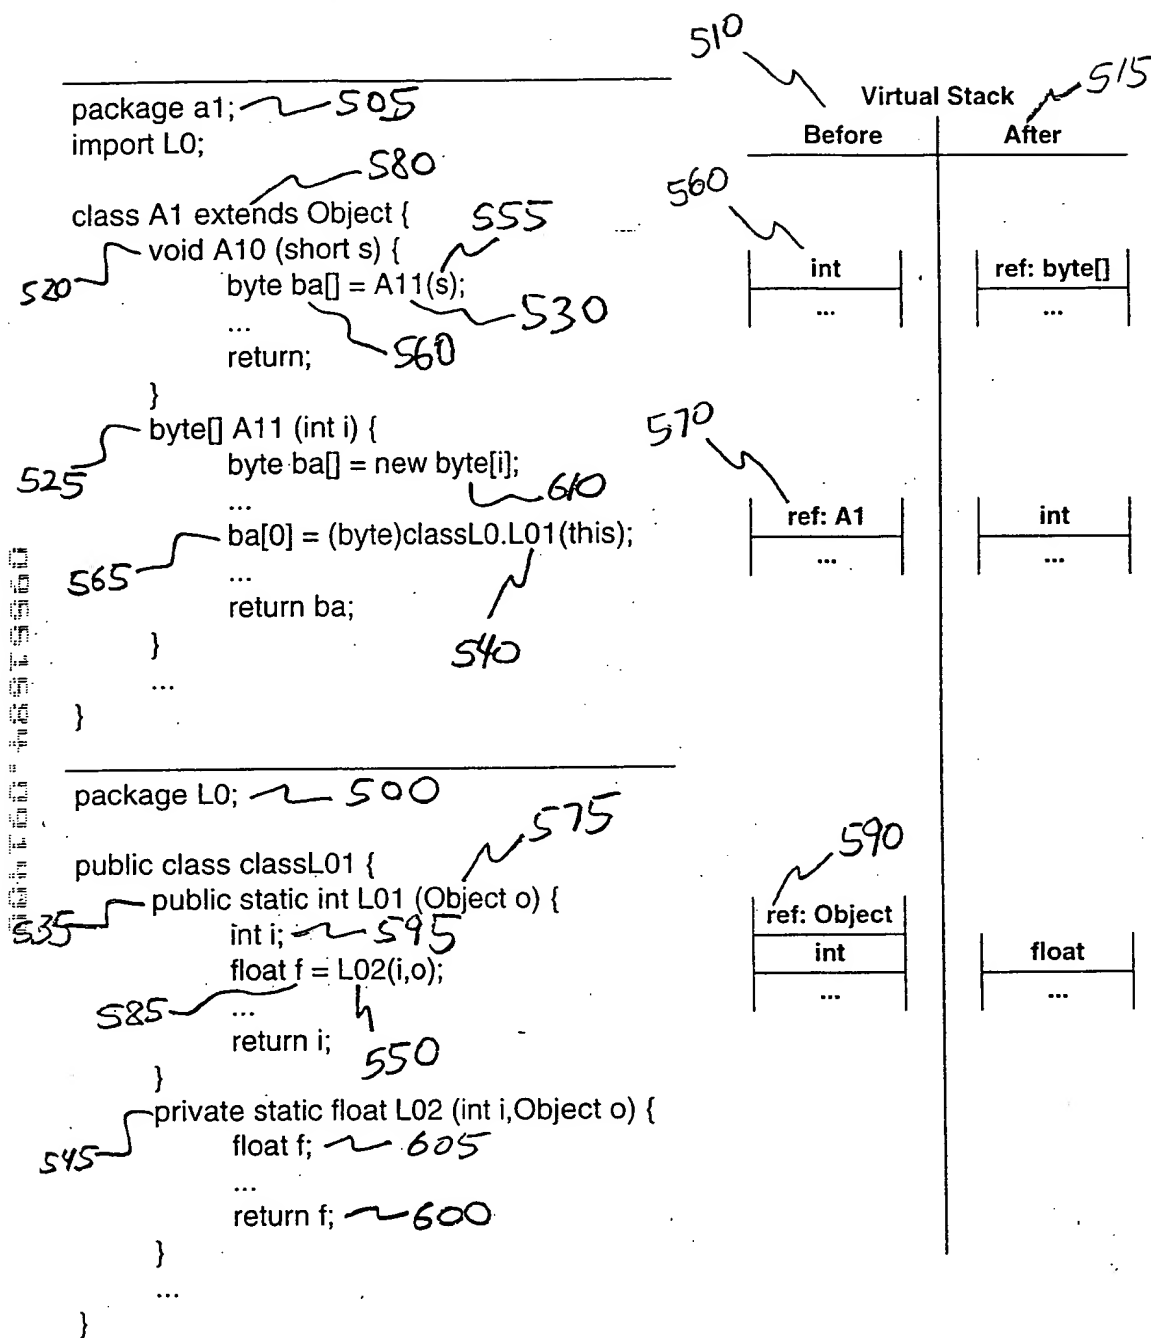 510
package a1; 505
Virtual Stack 515
import L0;
Before After
580
560
class A1 extends Object { 555
520 void A10 (short s) {
int ref: byte[]
byte ba[] = A11(s);
... ...
... 530
return; 560
}
570
byte[] A11 (int i) {
525 byte ba[] = new byte[i];
... 610
ref: A1 int
ba[0] = (byte)classL0.L01(this);
... ...
565 ...
return ba;
} 540
...
}
package L0; 500
575
590
public class classL01 {
535 public static int L01 (Object o) {
ref: Object
int i; 595
int float
float f = L02(i,o);
... ...
585 ...
return i; 550
}
private static float L02 (int i,Object o) {
545 float f; 605
...
return f; 600
}
...
}